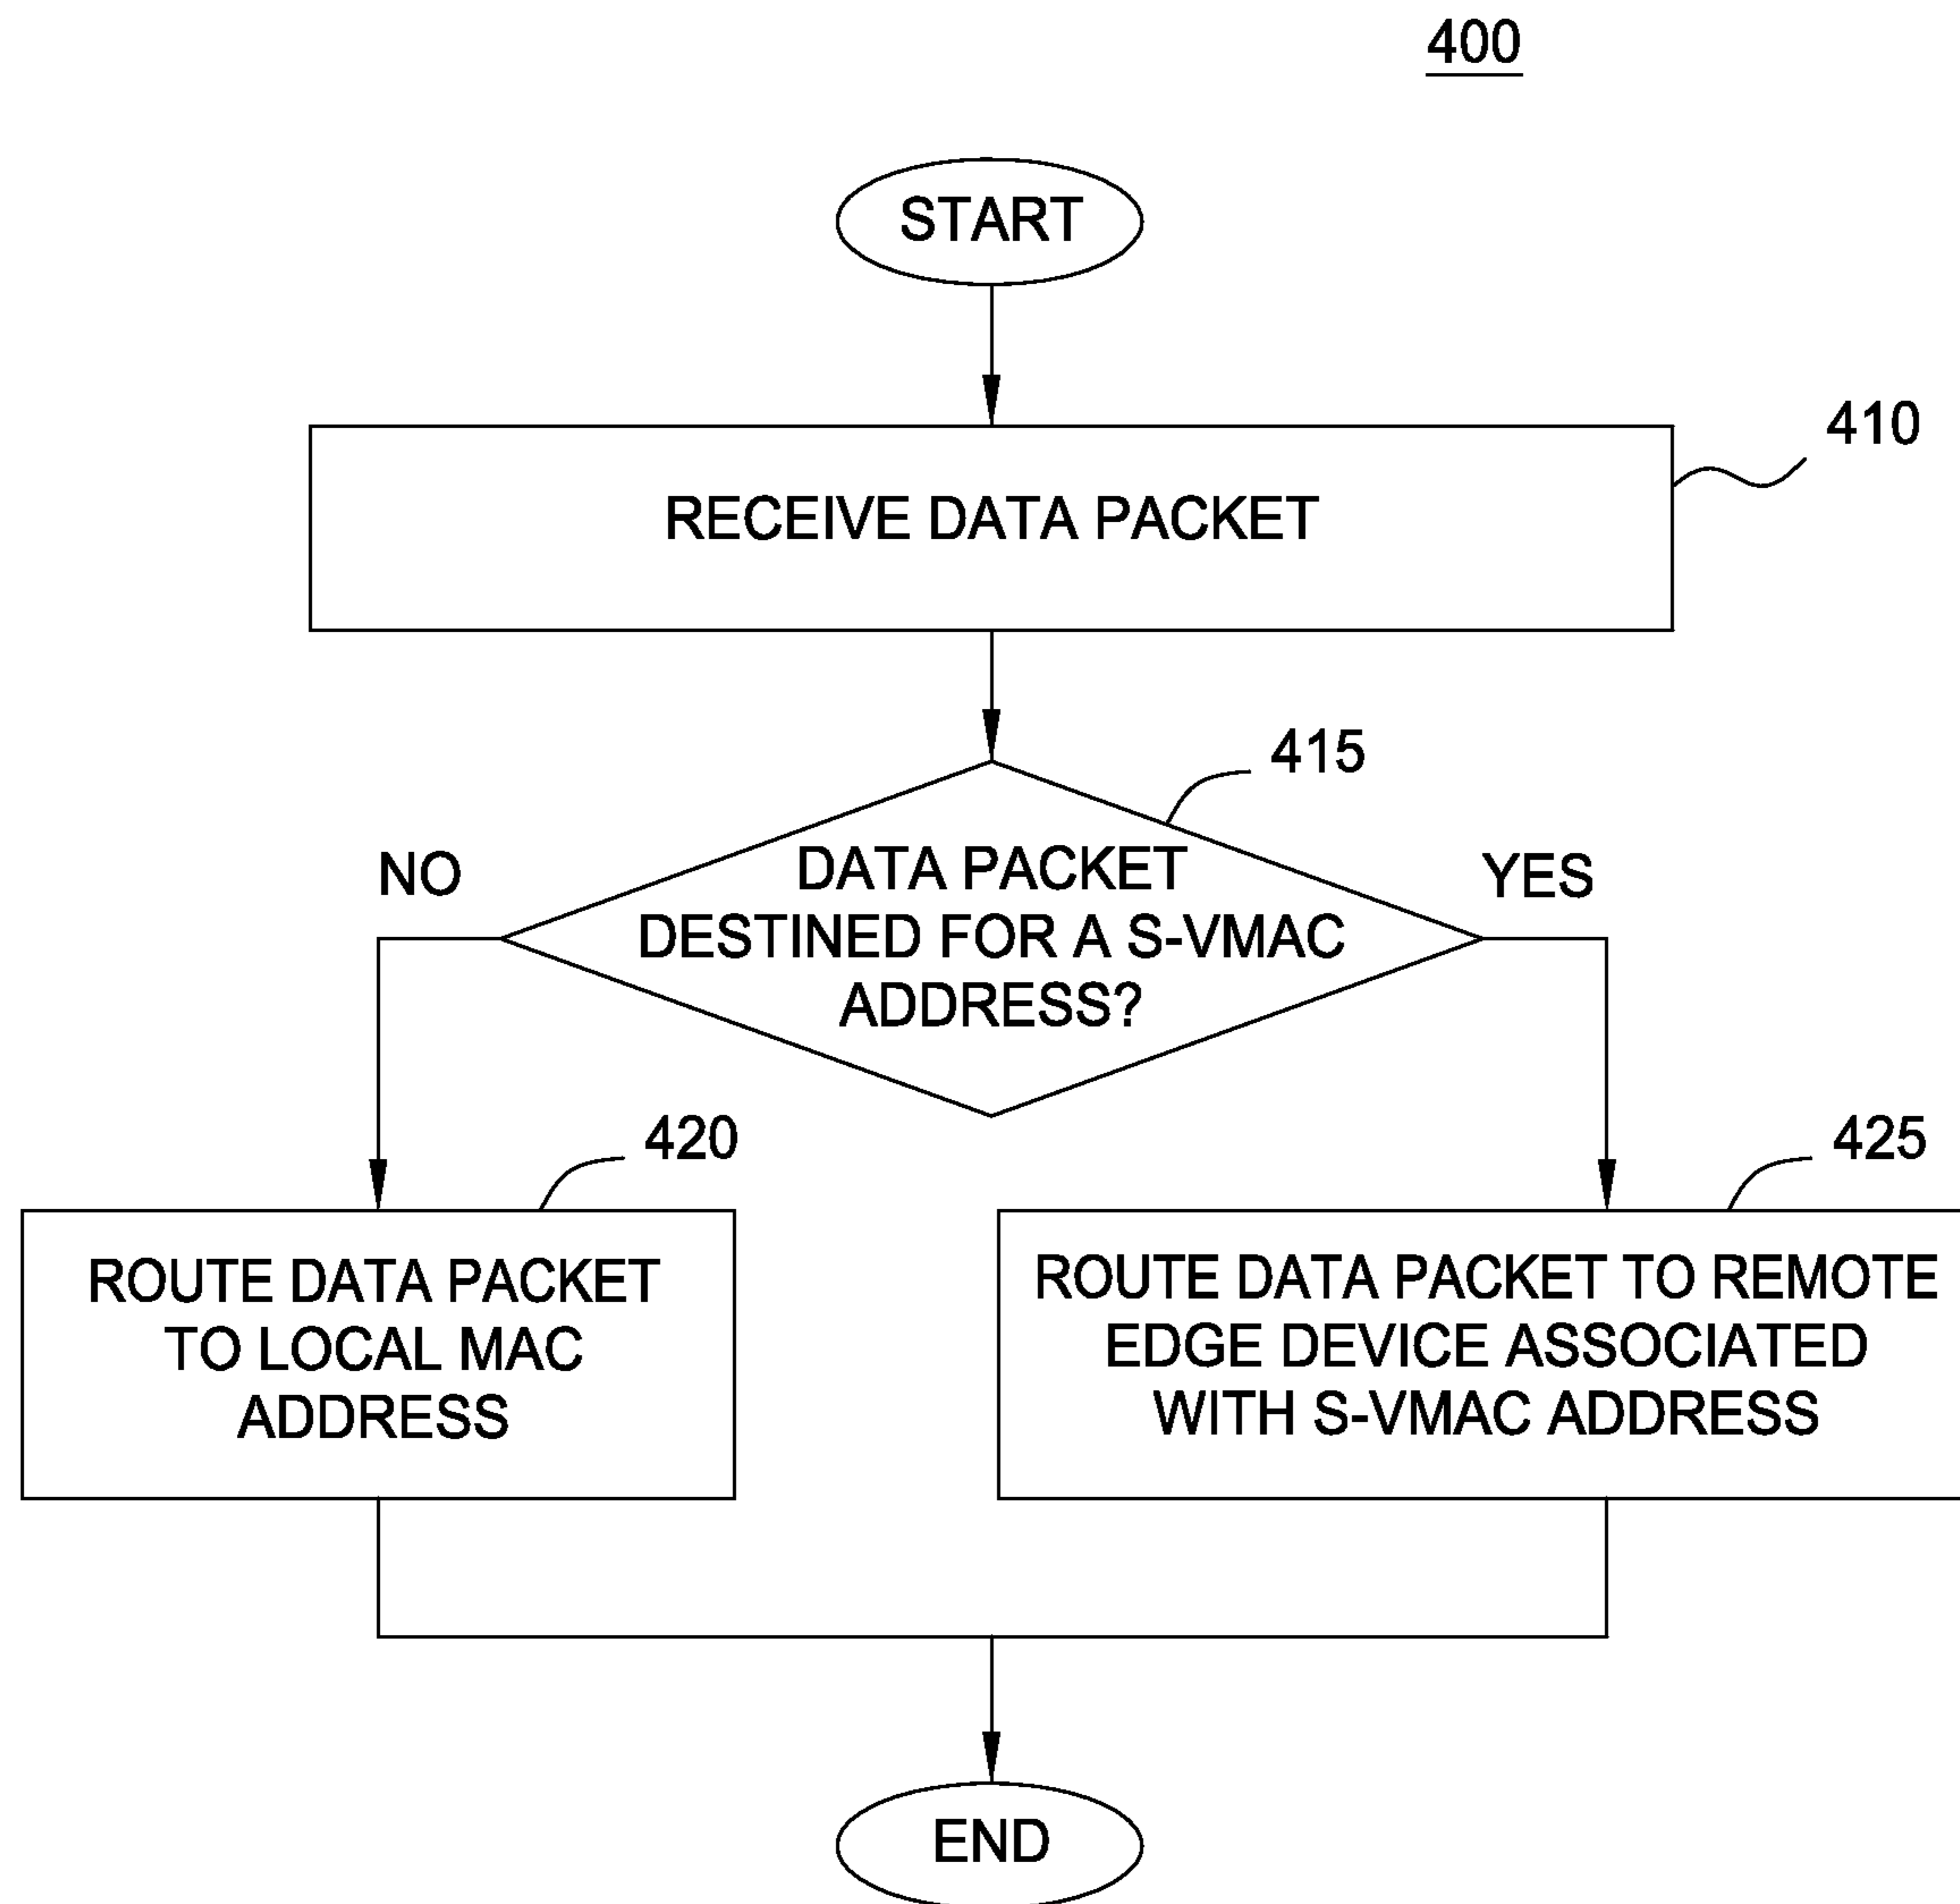 400
START
410
RECEIVE DATA PACKET
415
DATA PACKET
DESTINED FOR A S-VMAC
ADDRESS?
NO
YES
420
ROUTE DATA PACKET
TO LOCAL MAC
ADDRESS
425
ROUTE DATA PACKET TO REMOTE
EDGE DEVICE ASSOCIATED
WITH S-VMAC ADDRESS
END